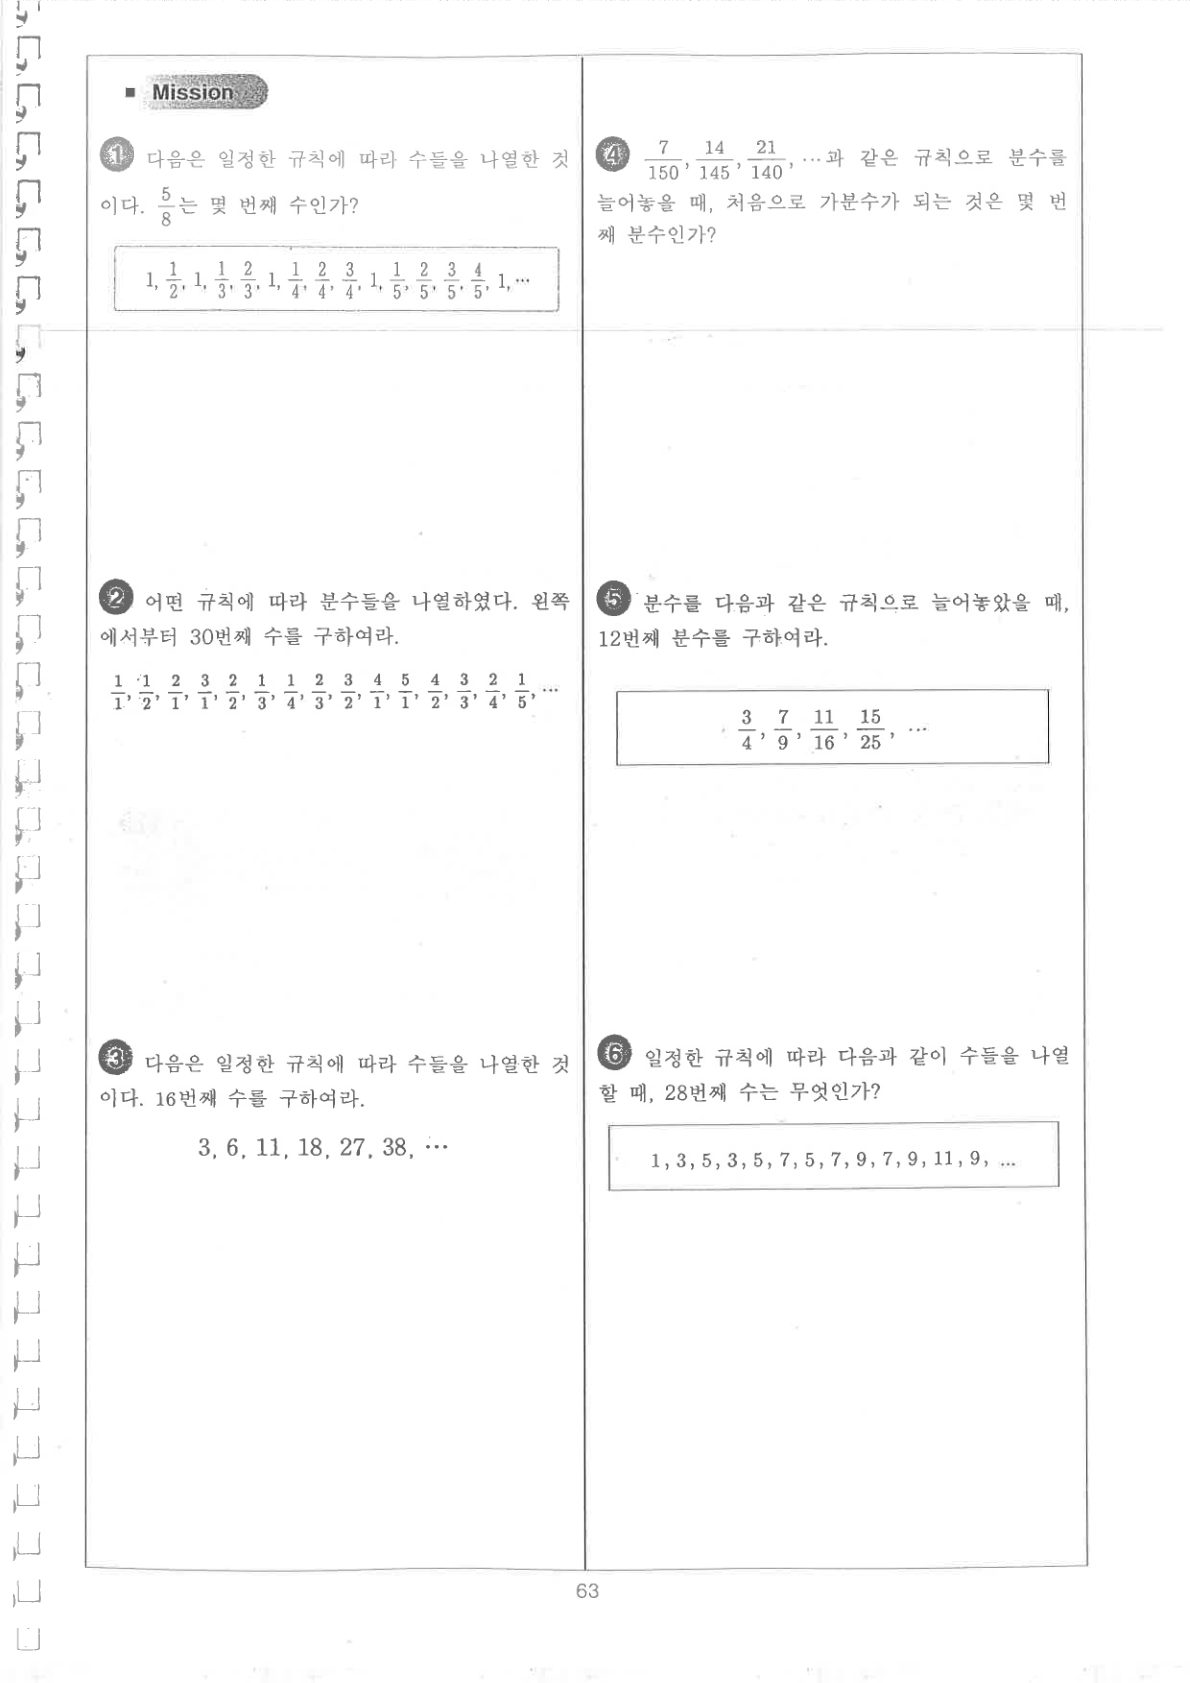 Mission
1 다음은 일정한 규칙에 따라 수들을 나열한 것
이다. 5/8는 몇 번째 수인가?
1, 1/2, 1, 1/3, 2/3, 1, 1/4, 2/4, 3/4, 1, 1/5, 2/5, 3/5, 4/5, 1, …
2 어떤 규칙에 따라 분수들을 나열하였다. 왼쪽
에서부터 30번째 수를 구하여라.
1/1, 1/2, 2/1, 3/1, 2/2, 1/3, 1/4, 2/3, 3/2, 4/1, 5/1, 4/2, 3/3, 2/4, 1/5, …
3 다음은 일정한 규칙에 따라 수들을 나열한 것
이다. 16번째 수를 구하여라.
3, 6, 11, 18, 27, 38, …
4 7/150, 14/145, 21/140, …과 같은 규칙으로 분수를
늘어놓을 때, 처음으로 가분수가 되는 것은 몇 번
째 분수인가?
5 분수를 다음과 같은 규칙으로 늘어놓았을 때,
12번째 분수를 구하여라.
3/4, 7/9, 11/16, 15/25, …
6 일정한 규칙에 따라 다음과 같이 수들을 나열
할 때, 28번째 수는 무엇인가?
1, 3, 5, 3, 5, 7, 5, 7, 9, 7, 9, 11, 9, …
63